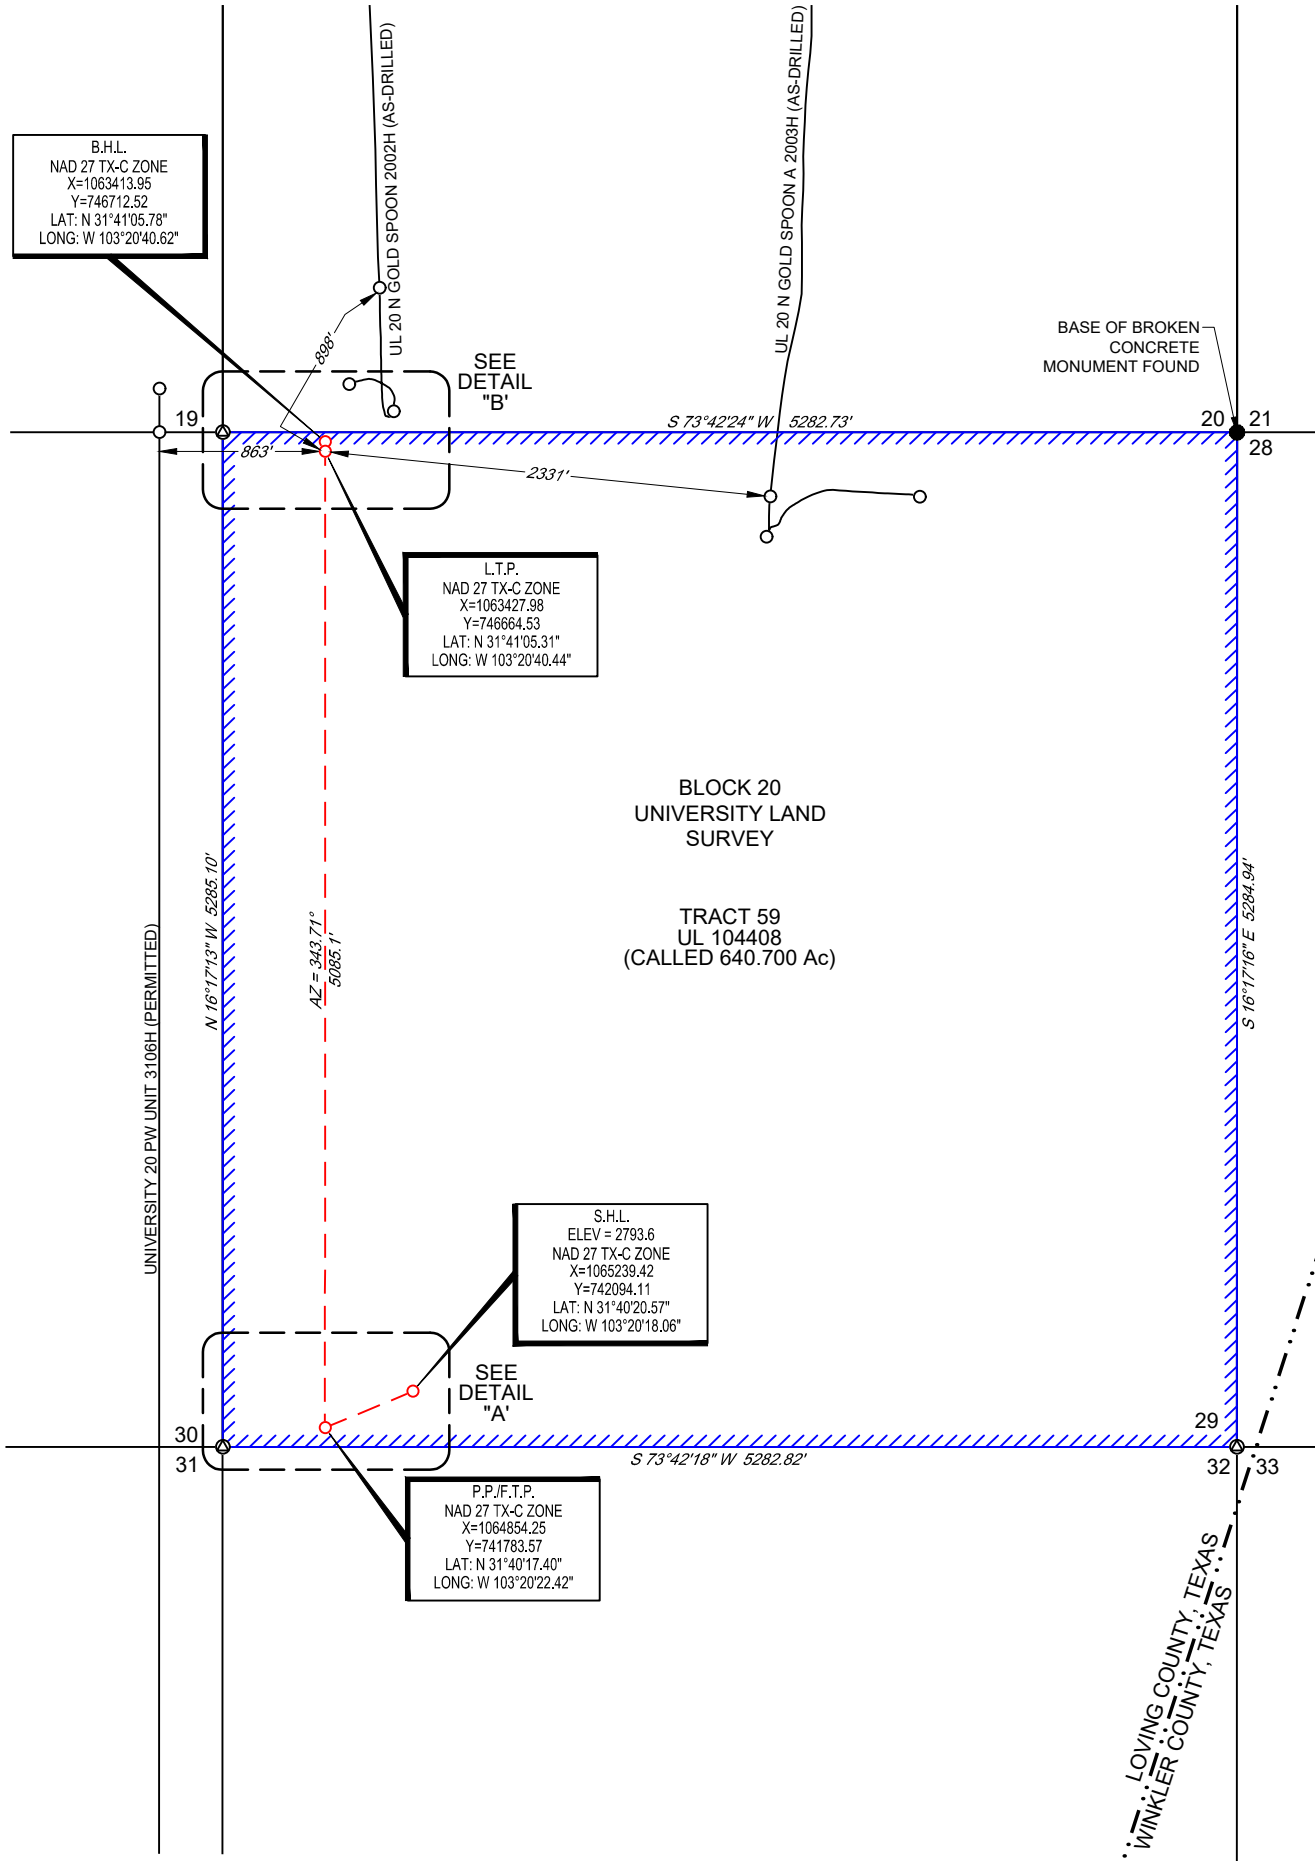 UL 20 N GOLD SPOON 2002H (AS-DRILLED)
UL 20 N GOLD SPOON A 2003H (AS-DRILLED)
B.H.L.
NAD 27 TX-C ZONE
X=1063413.95
Y=746712.52
LAT: N 31°41'05.78"
LONG: W 103°20'40.62"
898'
SEE
DETAIL
"B'
BASE OF BROKEN
CONCRETE
MONUMENT FOUND
19
S 73°42'24" W 5282.73'
20
21
28
863'
2331'
L.T.P.
NAD 27 TX-C ZONE
X=1063427.98
Y=746664.53
LAT: N 31°41'05.31"
LONG: W 103°20'40.44"
BLOCK 20
UNIVERSITY LAND
SURVEY
TRACT 59
UL 104408
(CALLED 640.700 Ac)
N 16°17'13" W 5285.10'
AZ = 343.71°
5085.1'
S 16°17'16" E 5284.94'
UNIVERSITY 20 PW UNIT 3106H (PERMITTED)
S.H.L.
ELEV = 2793.6
NAD 27 TX-C ZONE
X=1065239.42
Y=742094.11
LAT: N 31°40'20.57"
LONG: W 103°20'18.06"
SEE
DETAIL
"A'
30
31
29
32
33
S 73°42'18" W 5282.82'
P.P./F.T.P.
NAD 27 TX-C ZONE
X=1064854.25
Y=741783.57
LAT: N 31°40'17.40"
LONG: W 103°20'22.42"
LOVING COUNTY, TEXAS
WINKLER COUNTY, TEXAS